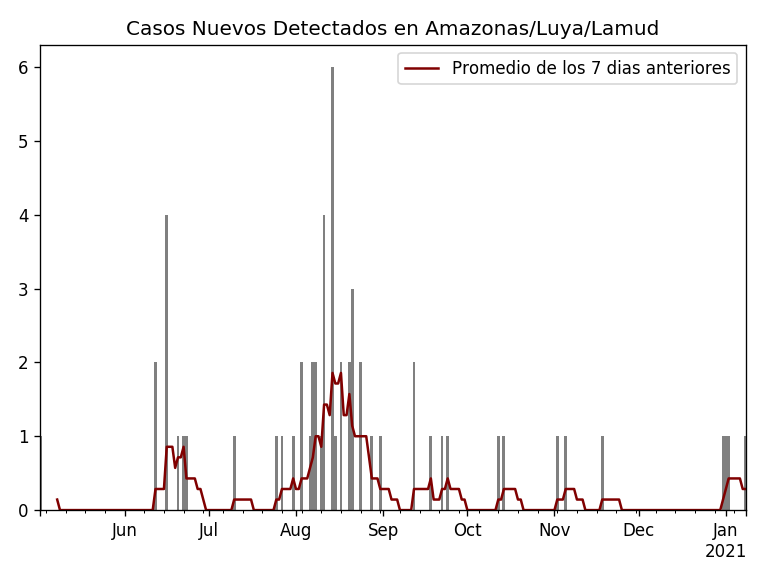 Casos Nuevos Detectados en Amazonas/Luya/Lamud
Promedio de los 7 dias anteriores
6
5
4
3
2
1
0
Jun Jul Aug Sep Oct Nov Dec Jan
2021